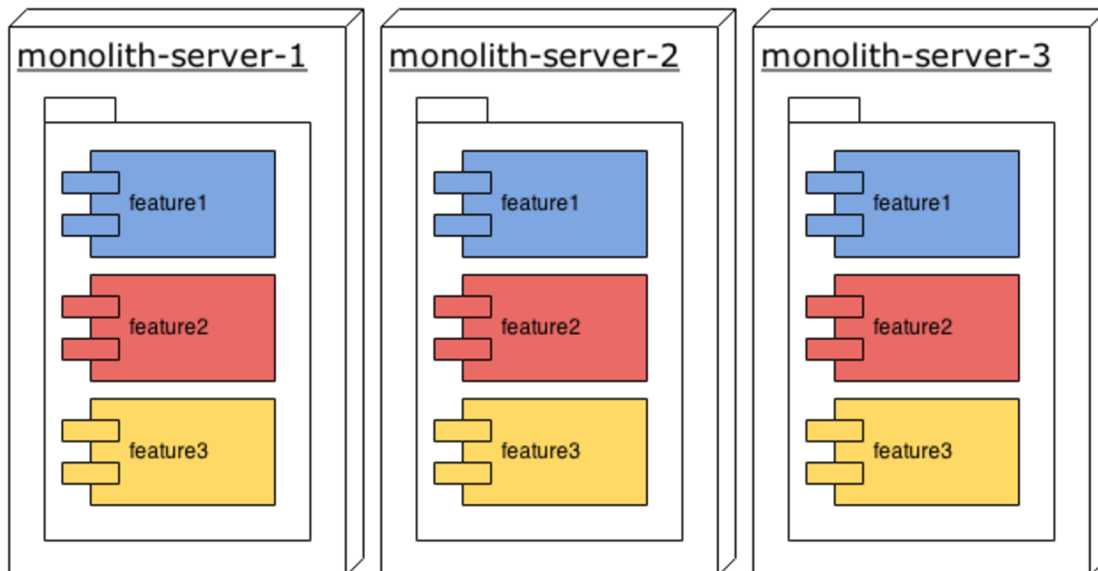 monolith-server-1
feature1
feature2
feature3
monolith-server-2
feature1
feature2
feature3
monolith-server-3
feature1
feature2
feature3